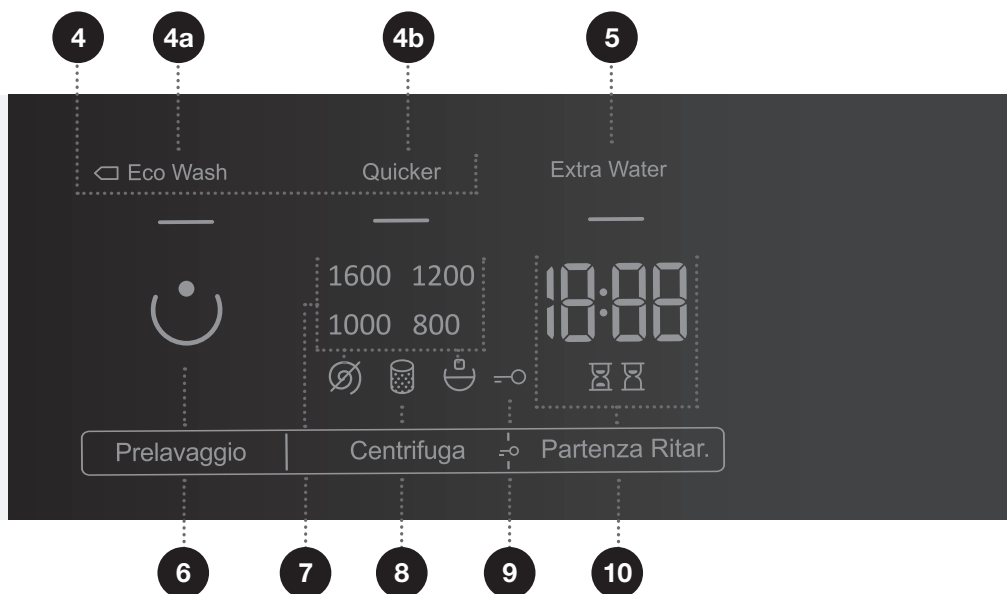 4 4a 4b 5
Eco Wash Quicker Extra Water
1600 1200
18:88
1000 800
Prelavaggio Centrifuga Partenza Ritar.
6 7 8 9 10